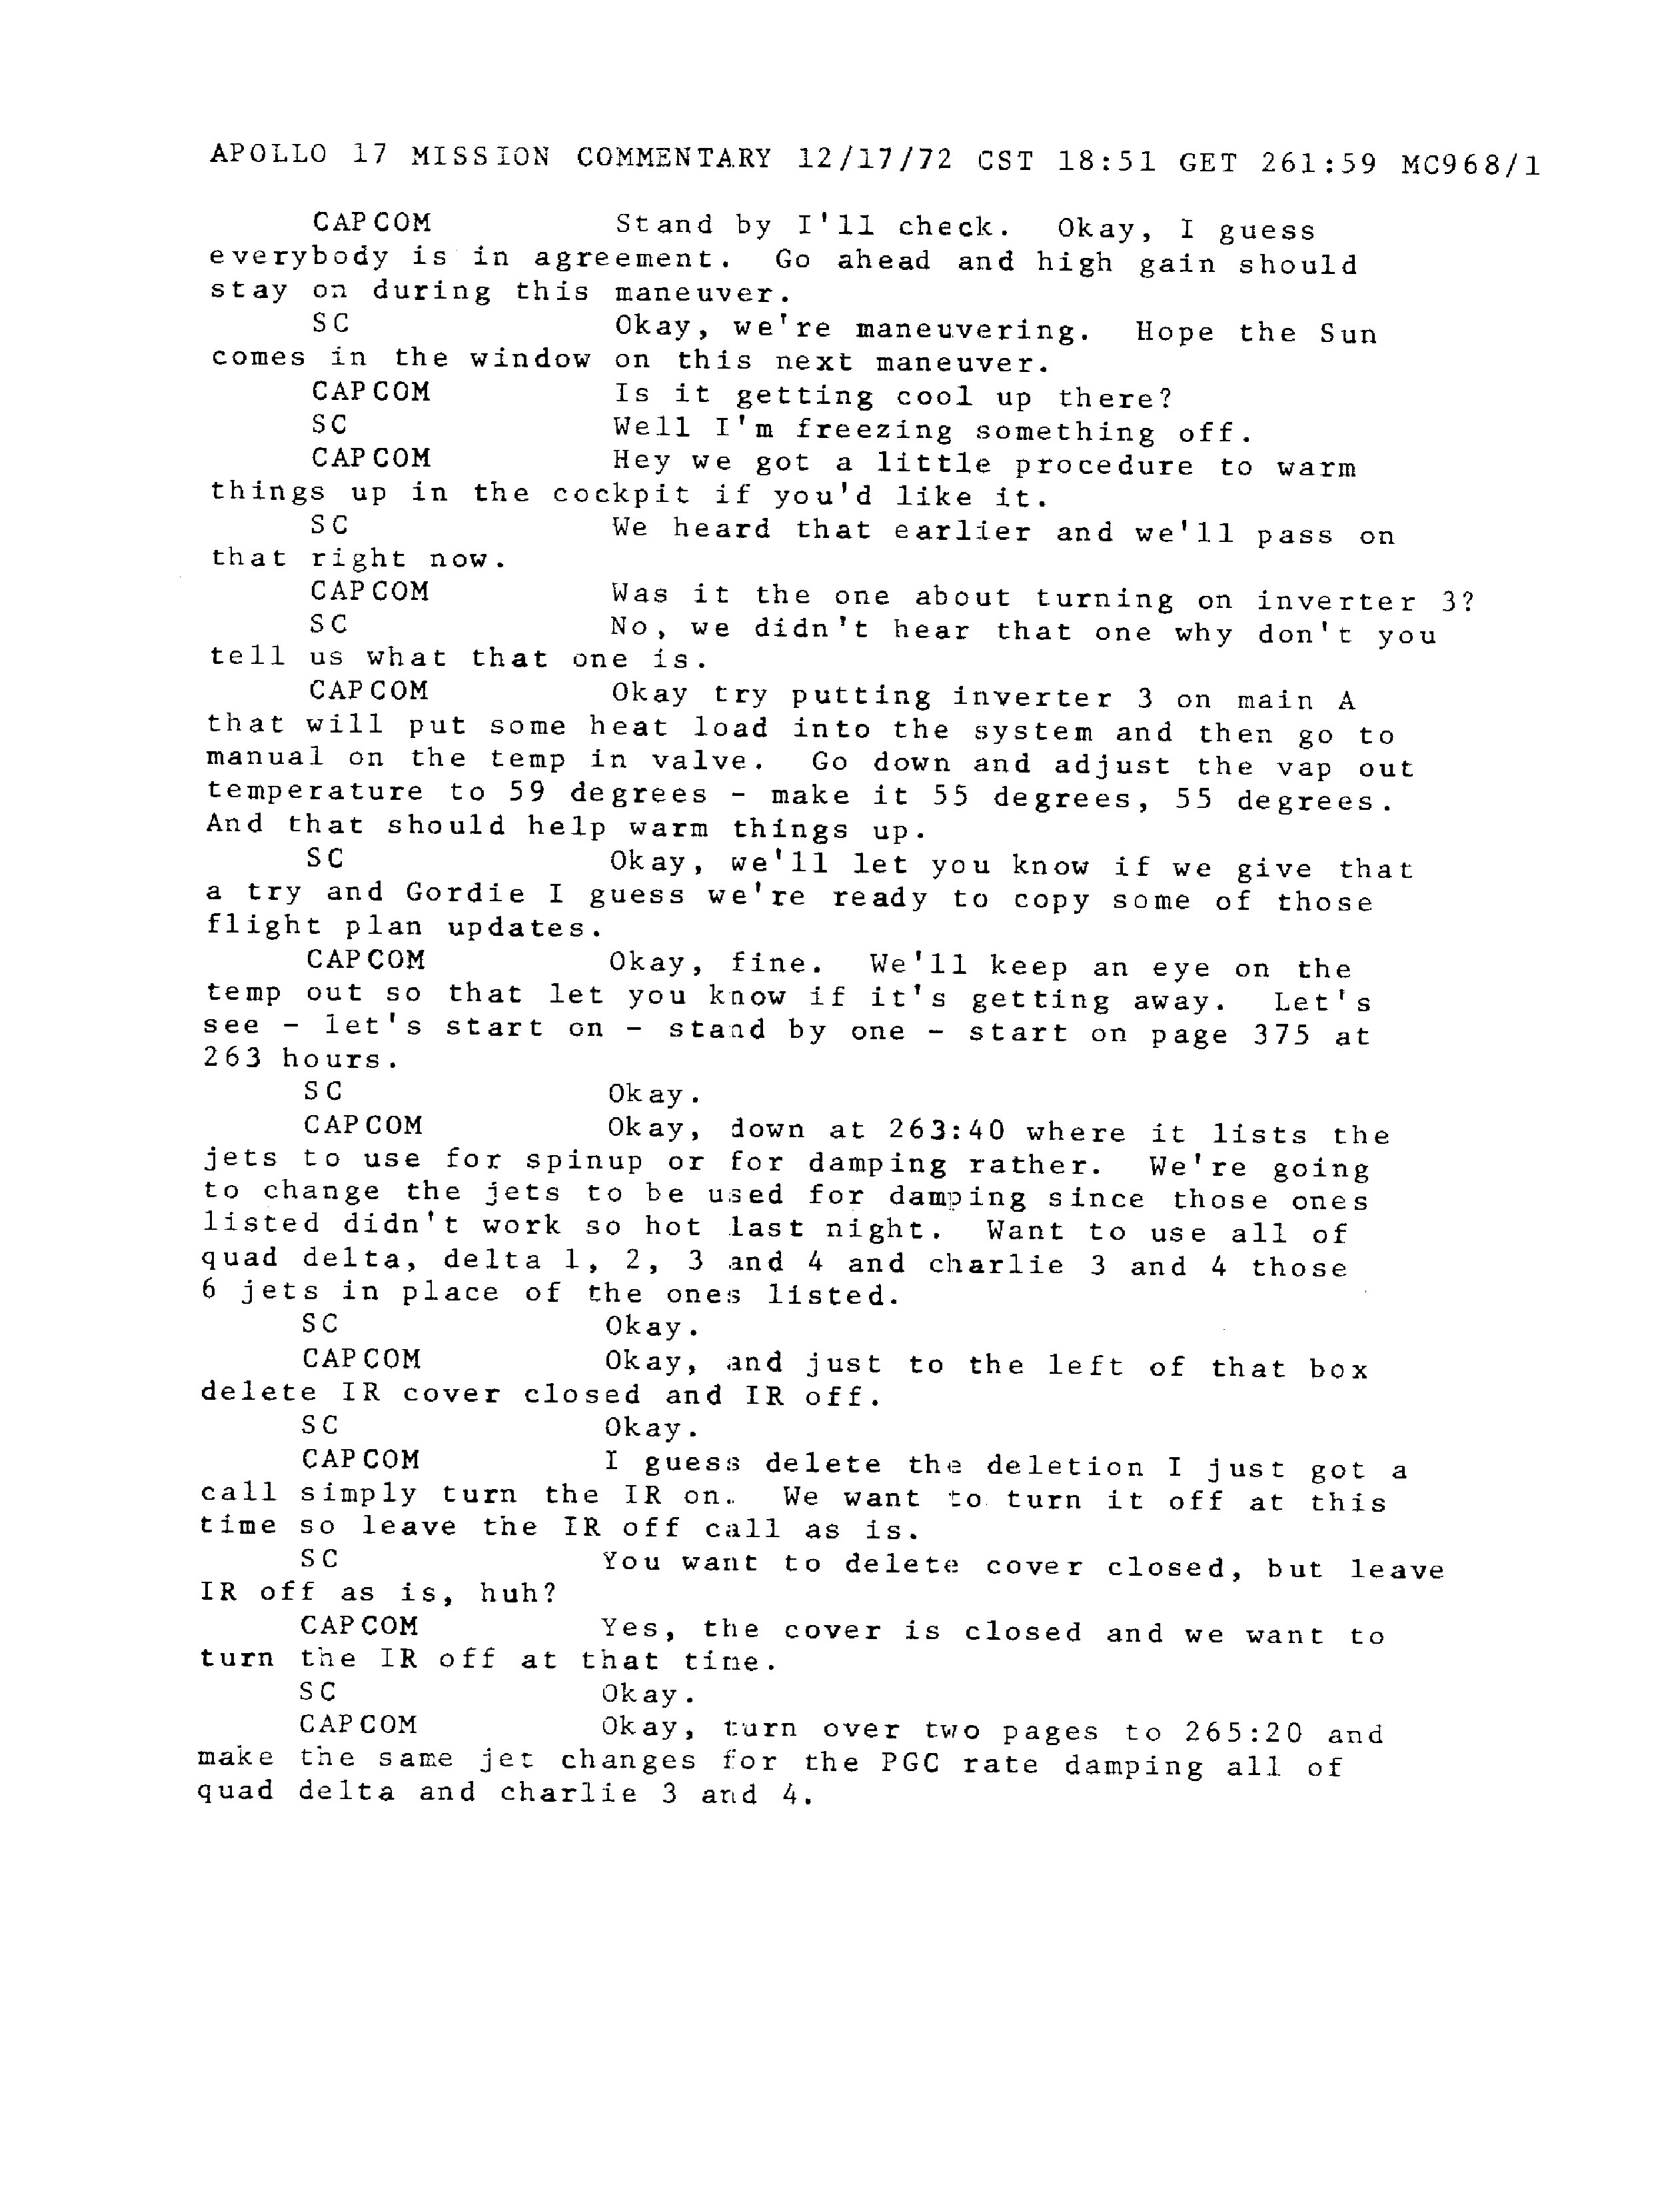 APOLLO 17 MISSION COMMENTARY 12/17/72 CST 18:51 GET 261:59 MC968/1
CAPCOM Stand by I'll check. Okay, I guess
everybody is in agreement. Go ahead and high gain should
stay on during this maneuver.
SC Okay, we're maneuvering. Hope the Sun
comes in the window on this next maneuver.
CAPCOM Is it getting cool up there?
SC Well I'm freezing something off.
CAPCOM Hey we got a little procedure to warm
things up in the cockpit if you'd like it.
SC We heard that earlier and we'll pass on
that right now.
CAPCOM Was it the one about turning on inverter 3?
SC No, we didn't hear that one why don't you
tell us what that one is.
CAPCOM Okay try putting inverter 3 on main A
that will put some heat load into the system and then go to
manual on the temp in valve. Go down and adjust the vap out
temperature to 59 degrees - make it 55 degrees, 55 degrees.
And that should help warm things up.
SC Okay, we'll let you know if we give that
a try and Gordie I guess we're ready to copy some of those
flight plan updates.
CAPCOM Okay, fine. We'll keep an eye on the
temp out so that let you know if it's getting away. Let's
see - let's start on - stand by one - start on page 375 at
263 hours.
SC Okay.
CAPCOM Okay, down at 263:40 where it lists the
jets to use for spinup or for damping rather. We're going
to change the jets to be used for damping since those ones
listed didn't work so hot last night. Want to use all of
quad delta, delta 1, 2, 3 and 4 and charlie 3 and 4 those
6 jets in place of the ones listed.
SC Okay.
CAPCOM Okay, and just to the left of that box
delete IR cover closed and IR off.
SC Okay.
CAPCOM I guess delete the deletion I just got a
call simply turn the IR on. We want to turn it off at this
time so leave the IR off call as is.
SC You want to delete cover closed, but leave
IR off as is, huh?
CAPCOM Yes, the cover is closed and we want to
turn the IR off at that time.
SC Okay.
CAPCOM Okay, turn over two pages to 265:20 and
make the same jet changes for the PGC rate damping all of
quad delta and charlie 3 and 4.